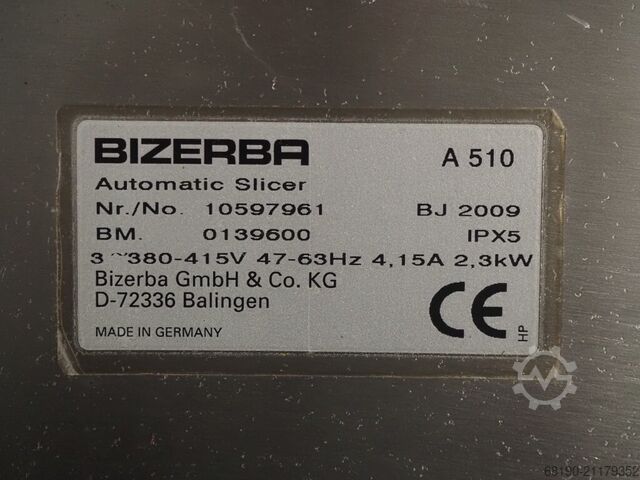 BIZERBA A 510
Automatic Slicer
Nr./No. 10597961 BJ 2009
BM. 0139600 IPX5
3~380-415V 47-63Hz 4,15A 2,3kW
Bizerba GmbH & Co. KG
D-72336 Balingen
MADE IN GERMANY
CE
HP
68190-21179352